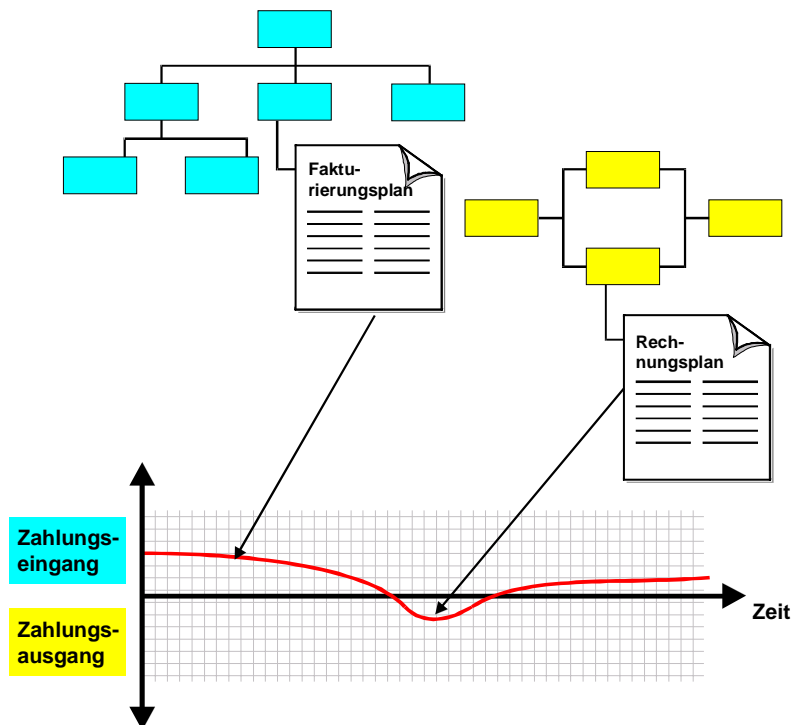 Faktu-
rierungsplan
Rech-
nungsplan
Zahlungs-
eingang
Zeit
Zahlungs-
ausgang